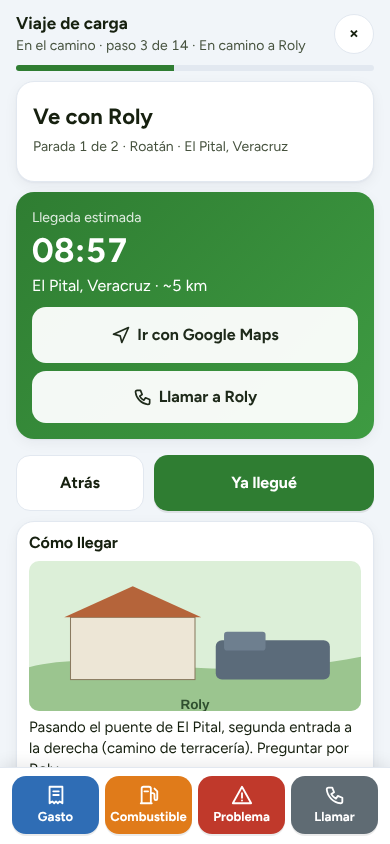 Viaje de carga
En el camino · paso 3 de 14 · En camino a Roly
×
Ve con Roly
Parada 1 de 2 · Roatán · El Pital, Veracruz
Llegada estimada
08:57
El Pital, Veracruz · ~5 km
Ir con Google Maps
Llamar a Roly
Atrás
Ya llegué
Cómo llegar
Roly
Pasando el puente de El Pital, segunda entrada a
la derecha (camino de terracería). Preguntar por
Gasto
Combustible
Problema
Llamar